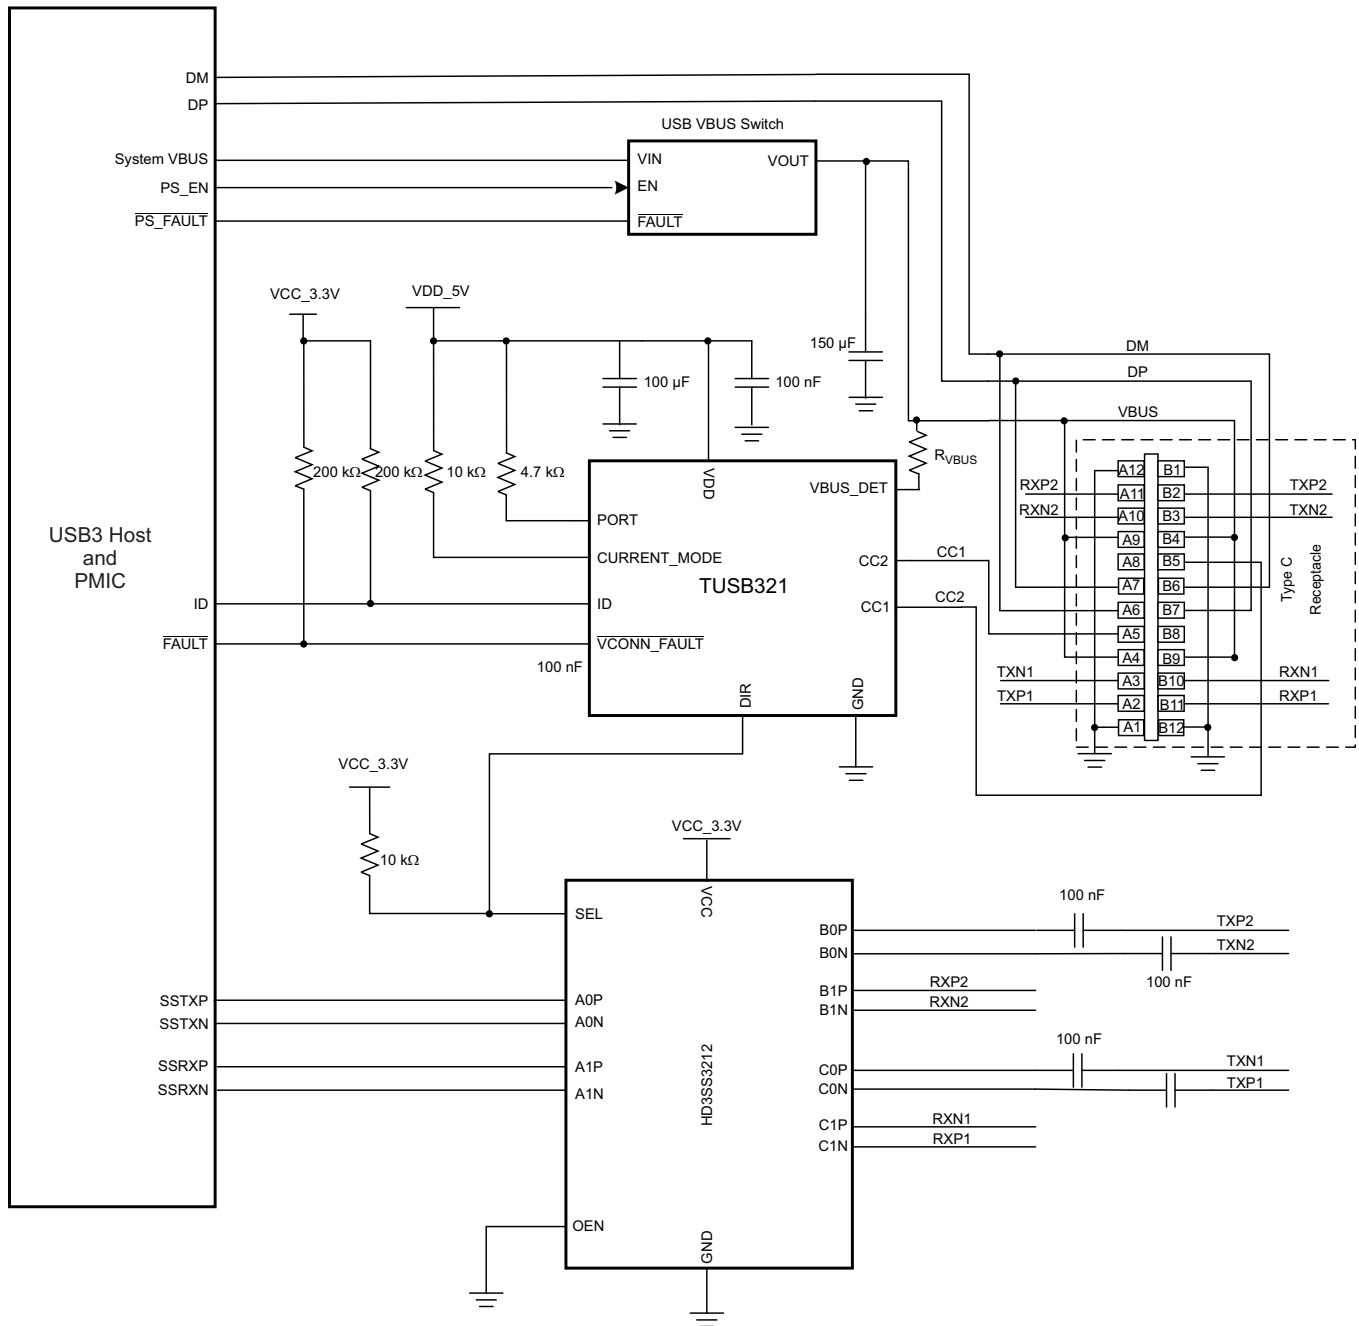 DM
DP
System VBUS
PS_EN
PS_FAULT
USB VBUS Switch
VIN
EN
FAULT
VOUT
VCC_3.3V
VDD_5V
200 kΩ
200 kΩ
10 kΩ
4.7 kΩ
100 µF
100 nF
150 µF
DM
DP
VBUS
RVBUS
VDD
VBUS_DET
PORT
CURRENT_MODE
TUSB321
ID
VCONN_FAULT
CC2
CC1
CC1
CC2
DIR
GND
100 nF
USB3 Host
and
PMIC
ID
FAULT
RXP2
RXN2
TXN1
TXP1
A12
A11
A10
A9
A8
A7
A6
A5
A4
A3
A2
A1
B1
B2
B3
B4
B5
B6
B7
B8
B9
B10
B11
B12
TXP2
TXN2
RXN1
RXP1
Type C
Receptacle
VCC_3.3V
10 kΩ
VCC_3.3V
VCC
SEL
SSTXP
SSTXN
SSRXP
SSRXN
A0P
A0N
A1P
A1N
OEN
HD3SS3212
GND
B0P
B0N
B1P
B1N
C0P
C0N
C1P
C1N
100 nF
TXP2
TXN2
100 nF
RXP2
RXN2
100 nF
TXN1
TXP1
RXN1
RXP1